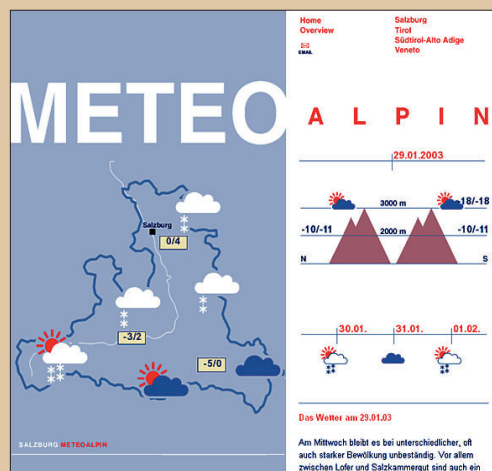 Home
Overview
EMAIL
Salzburg
Tirol
Südtirol-Alto Adige
Veneto
METEO
ALPIN
29.01.2003
3000 m
-18/-18
-10/-11
2000 m
-10/-11
N
S
Salzburg
0/4
-3/2
-5/0
30.01.
31.01.
01.02.
Das Wetter am 29.01.03
Am Mittwoch bleibt es bei unterschiedlicher, oft
auch starker Bewölkung unbeständig. Vor allem
zwischen Lofer und Salzkammergut sind auch ein
SALZBURG METEOALPIN